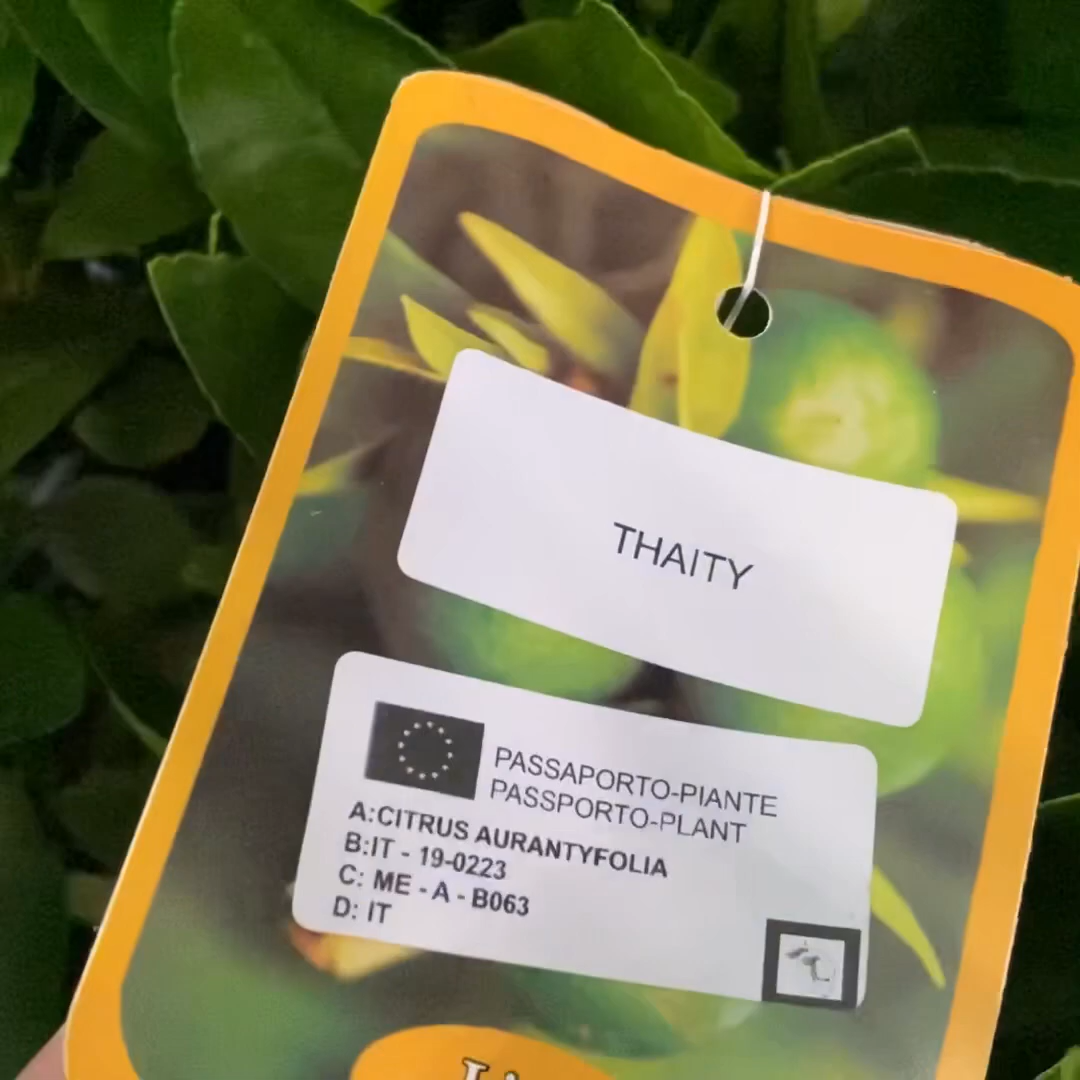 THAITY
PASSAPORTO-PIANTE
PASSPORTO-PLANT
A:CITRUS AURANTYFOLIA
B:IT - 19-0223
C: ME - A - B063
D: IT